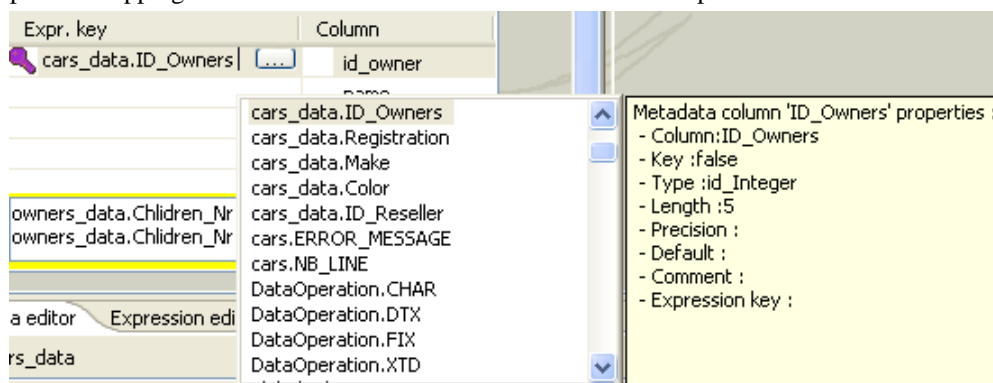 Expr. key Column
cars_data.ID_Owners ... id_owner
name
cars_data.ID_Owners
cars_data.Registration
cars_data.Make
cars_data.Color
cars_data.ID_Reseller
cars.ERROR_MESSAGE
cars.NB_LINE
DataOperation.CHAR
DataOperation.DTX
DataOperation.FIX
DataOperation.XTD
Metadata column 'ID_Owners' properties :
- Column:ID_Owners
- Key :false
- Type :id_Integer
- Length :5
- Precision :
- Default :
- Comment :
- Expression key :
owners_data.Chlidren_Nr
owners_data.Chlidren_Nr
a editor Expression edi
rs_data